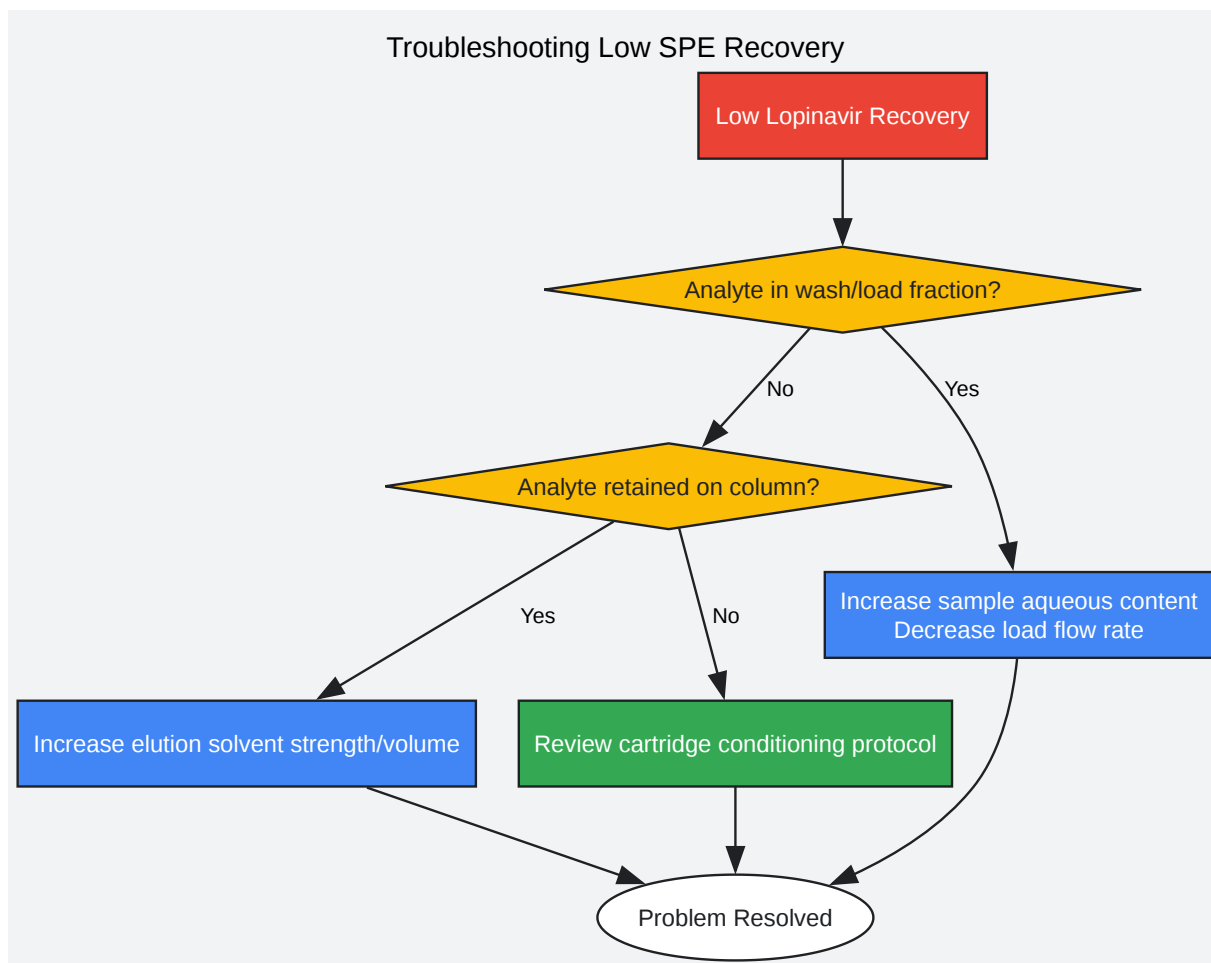 Troubleshooting Low SPE Recovery
Low Lopinavir Recovery
Analyte in wash/load fraction?
No
Yes
Analyte retained on column?
Increase sample aqueous content
Decrease load flow rate
Yes
No
Increase elution solvent strength/volume
Review cartridge conditioning protocol
Problem Resolved